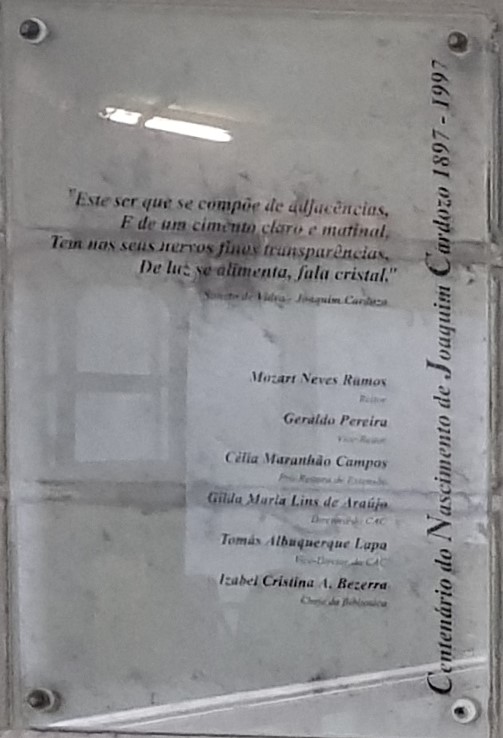 "Este ser que se compõe de adjacências,
E de um cimento claro e matinal,
Tem nos seus nervos finos transparências,
De luz se alimenta, fala cristal."
Soneto de Vidro - Joaquim Cardozo
Mozart Neves Ramos
Reitor
Geraldo Pereira
Vice-Reitor
Célia Maranhão Campos
Pró-Reitora de Extensão
Gilda Maria Lins de Araújo
Diretora do CAC
Tomás Albuquerque Lapa
Vice-Diretor do CAC
Izabel Cristina A. Bezerra
Chefe da Biblioteca
Centenário do Nascimento de Joaquim Cardozo 1897 - 1997